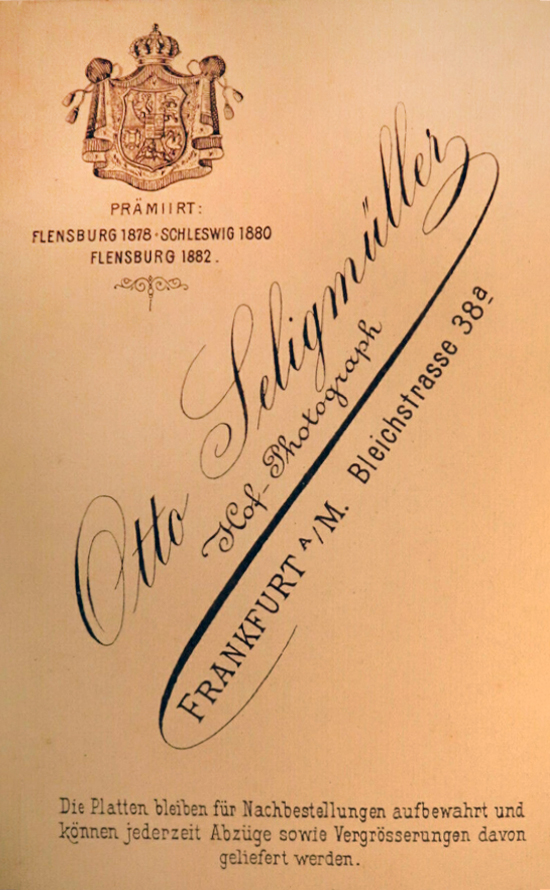 PRÄMIIRT:
FLENSBURG 1878 · SCHLESWIG 1880
FLENSBURG 1882.
Otto Seligmüller
Hof-Photograph
FRANKFURT A/M. Bleichstrasse 38a
Die Platten bleiben für Nachbestellungen aufbewahrt und
können jederzeit Abzüge sowie Vergrösserungen davon
geliefert werden.